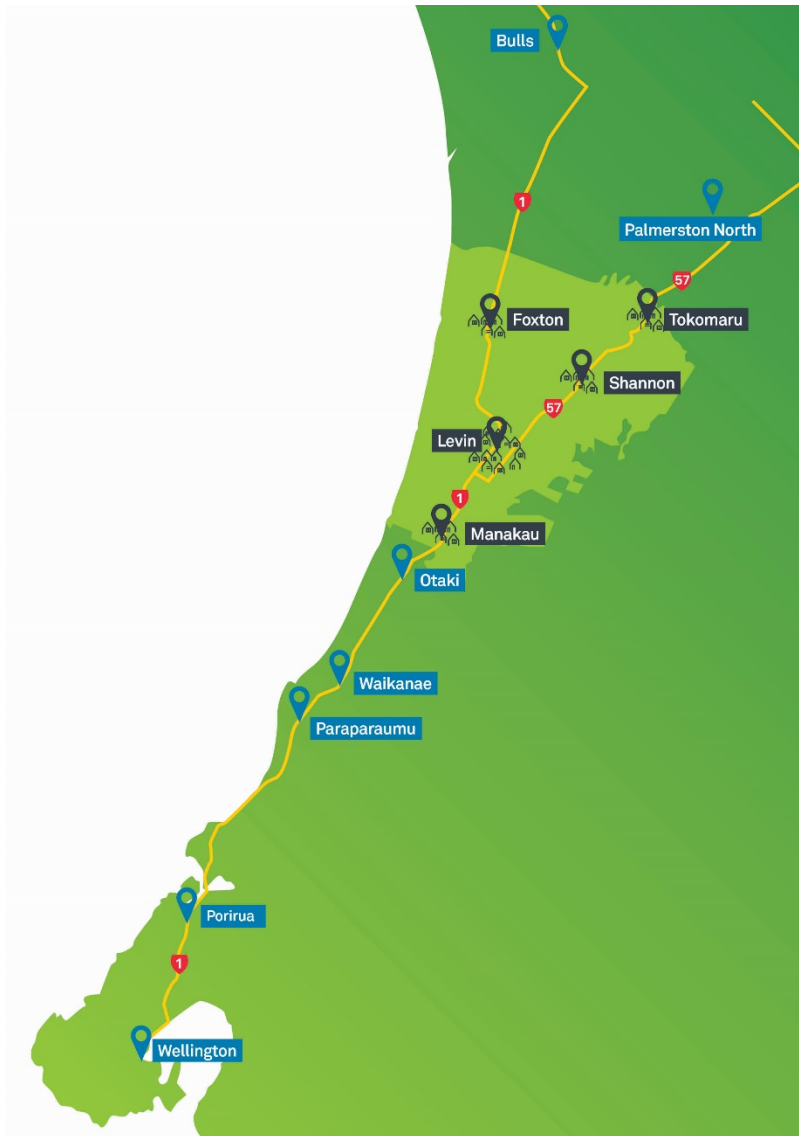 Bulls
1
Palmerston North
57
Foxton
Tokomaru
Shannon
57
Levin
1
Manakau
Otaki
Waikanae
Paraparaumu
Porirua
1
Wellington